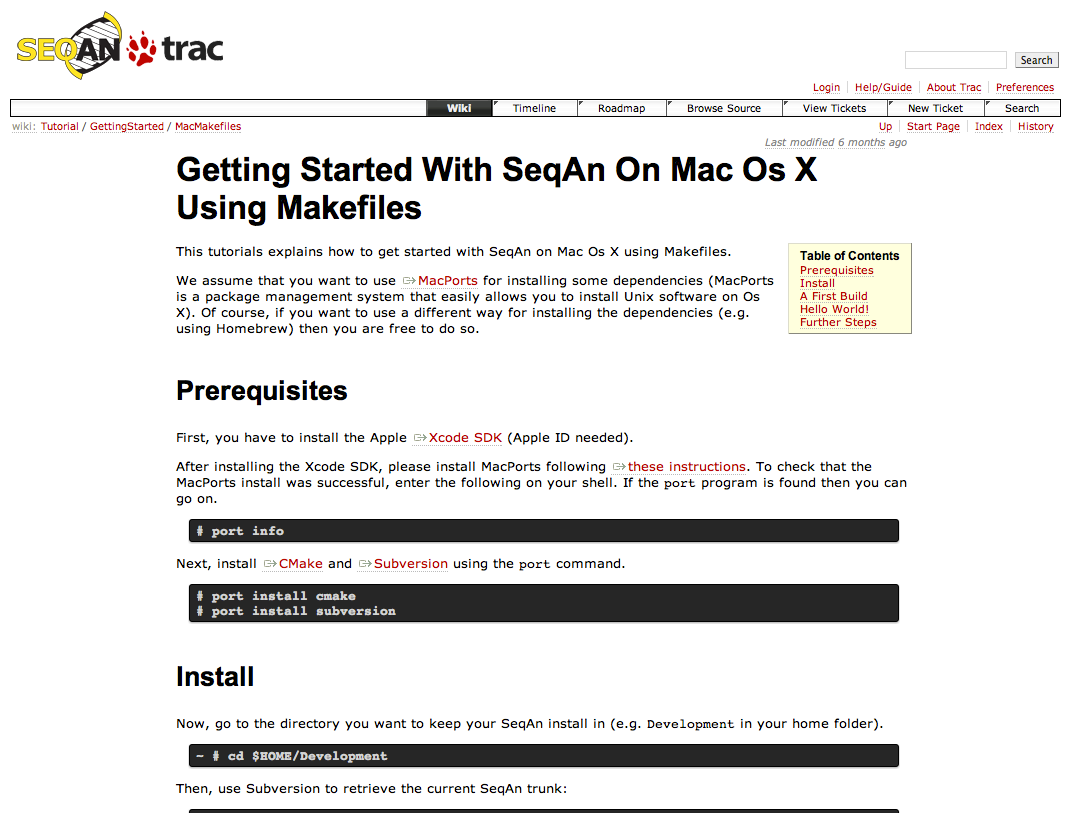 SEQAN trac
Search
Login Help/Guide About Trac Preferences
Wiki Timeline Roadmap Browse Source View Tickets New Ticket Search
wiki: Tutorial / GettingStarted / MacMakefiles Up Start Page Index History
Last modified 6 months ago
Getting Started With SeqAn On Mac Os X
Using Makefiles
This tutorials explains how to get started with SeqAn on Mac Os X using Makefiles.
We assume that you want to use MacPorts for installing some dependencies (MacPorts
is a package management system that easily allows you to install Unix software on Os
X). Of course, if you want to use a different way for installing the dependencies (e.g.
using Homebrew) then you are free to do so.
Table of Contents
Prerequisites
Install
A First Build
Hello World!
Further Steps
Prerequisites
First, you have to install the Apple Xcode SDK (Apple ID needed).
After installing the Xcode SDK, please install MacPorts following these instructions. To check that the
MacPorts install was successful, enter the following on your shell. If the port program is found then you can
go on.
# port info
Next, install CMake and Subversion using the port command.
# port install cmake
# port install subversion
Install
Now, go to the directory you want to keep your SeqAn install in (e.g. Development in your home folder).
~ # cd $HOME/Development
Then, use Subversion to retrieve the current SeqAn trunk: